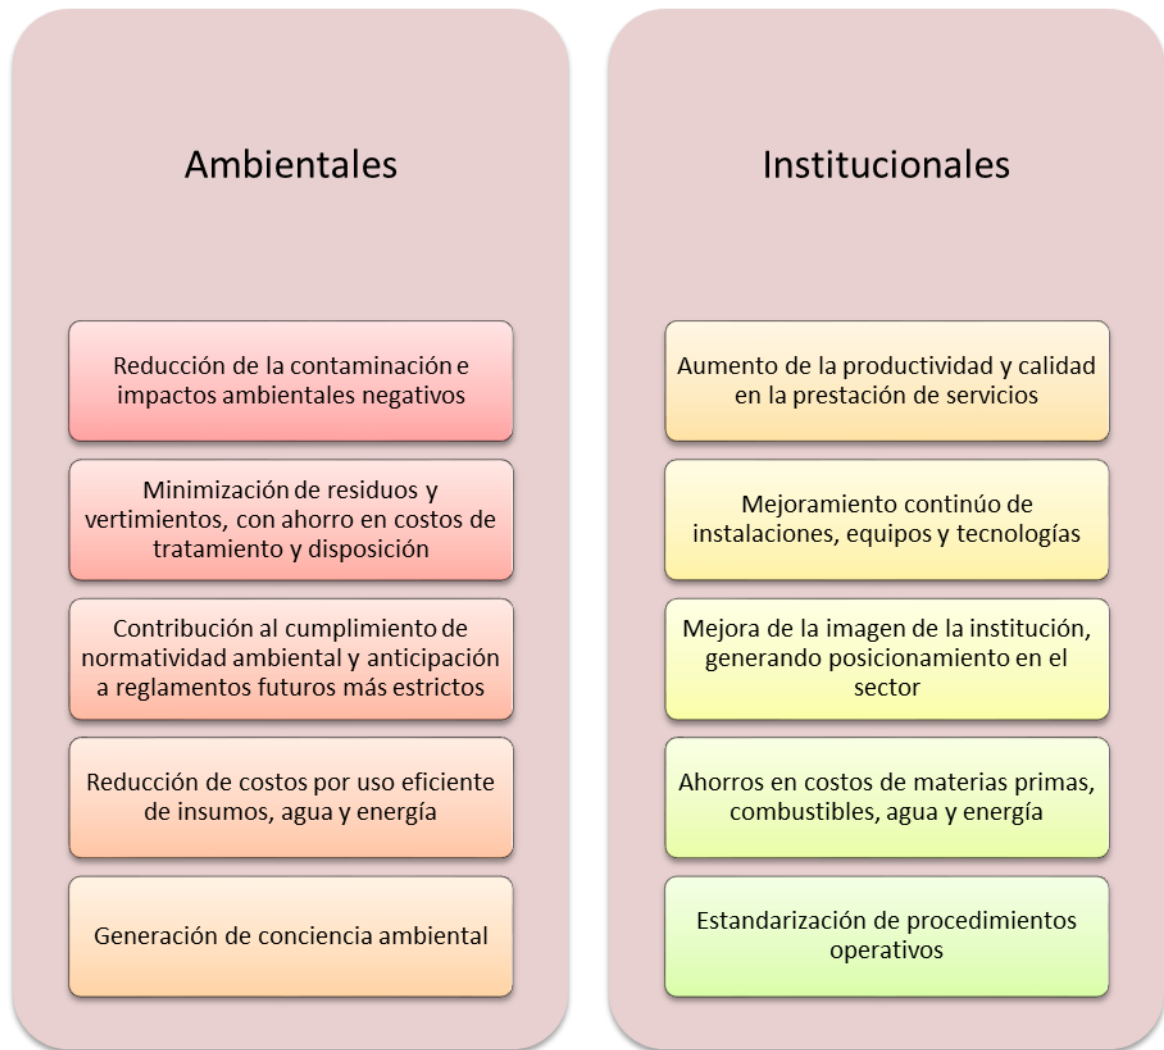 Ambientales
Reducción de la contaminación e
impactos ambientales negativos
Minimización de residuos y
vertimientos, con ahorro en costos de
tratamiento y disposición
Contribución al cumplimiento de
normatividad ambiental y anticipación
a reglamentos futuros más estrictos
Reducción de costos por uso eficiente
de insumos, agua y energía
Generación de conciencia ambiental
Institucionales
Aumento de la productividad y calidad
en la prestación de servicios
Mejoramiento continúo de
instalaciones, equipos y tecnologías
Mejora de la imagen de la institución,
generando posicionamiento en el
sector
Ahorros en costos de materias primas,
combustibles, agua y energía
Estandarización de procedimientos
operativos